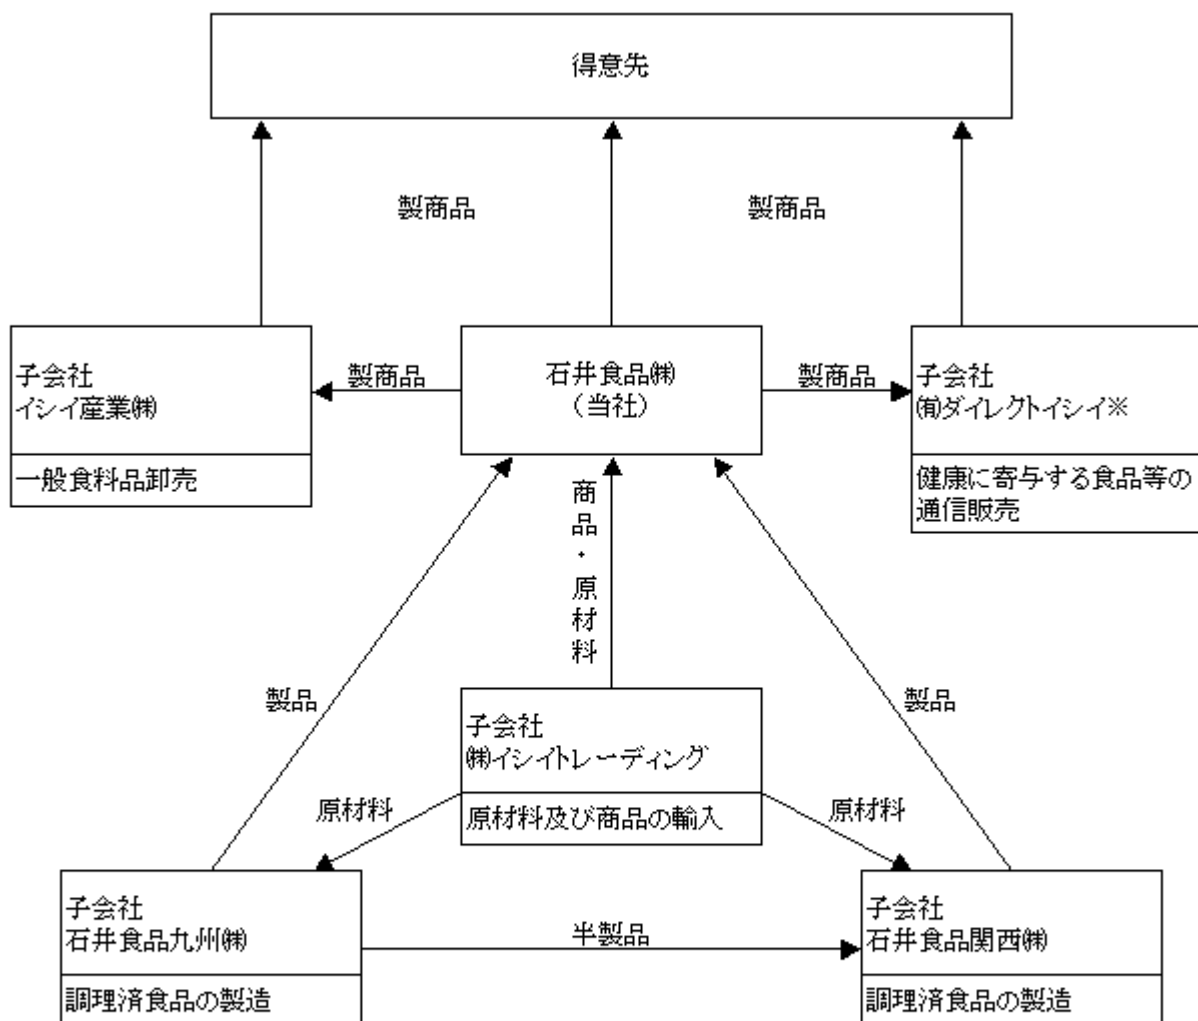 得意先
製商品
製商品
子会社
イシイ産業㈱
一般食料品卸売
製商品
石井食品㈱
（当社）
製商品
子会社
㈲ダイレクトイシイ※
健康に寄与する食品等の
通信販売
商品・原材料
製品
製品
子会社
㈱イシイトレーディング
原材料及び商品の輸入
原材料
原材料
子会社
石井食品九州㈱
調理済食品の製造
半製品
子会社
石井食品関西㈱
調理済食品の製造